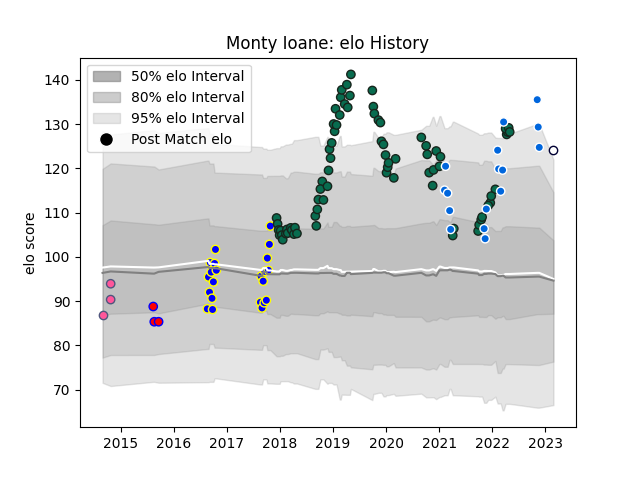 Monty Ioane: elo History
50% elo Interval
80% elo Interval
95% elo Interval
Post Match elo
elo score
140
130
120
110
100
90
80
70
2015 2016 2017 2018 2019 2020 2021 2022 2023